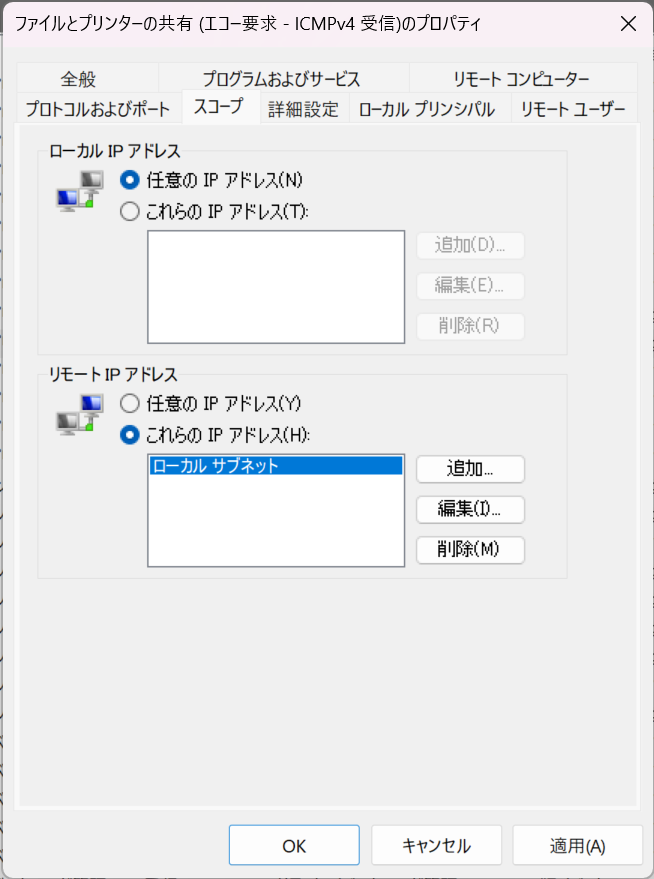 ファイルとプリンターの共有 (エコー要求 - ICMPv4 受信)のプロパティ
全般 プログラムおよびサービス リモート コンピューター
プロトコルおよびポート スコープ 詳細設定 ローカル プリンシパル リモート ユーザー
ローカル IP アドレス
任意の IP アドレス(N)
これらの IP アドレス(T):
追加(D)...
編集(E)...
削除(R)
リモート IP アドレス
任意の IP アドレス(Y)
これらの IP アドレス(H):
ローカル サブネット
追加...
編集(I)...
削除(M)
OK キャンセル 適用(A)